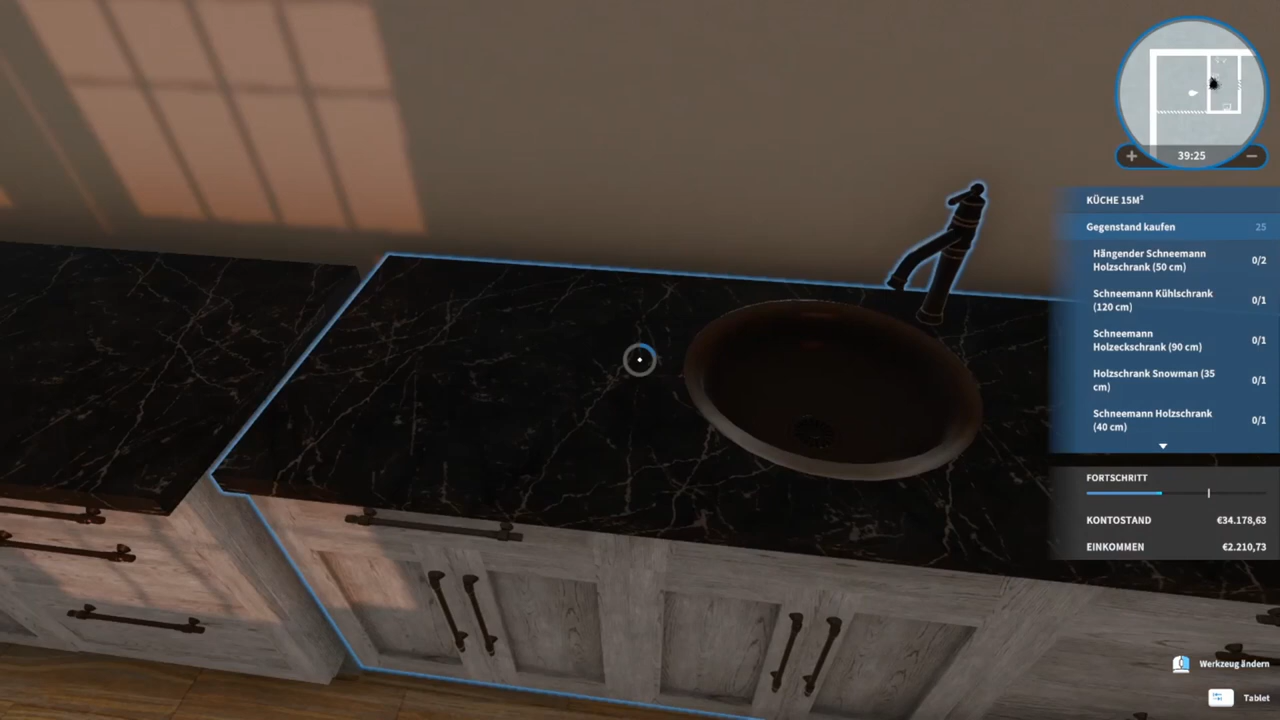 39:25
KÜCHE 15M²
Gegenstand kaufen 25
Hängender Schneemann
Holzschrank (50 cm) 0/2
Schneemann Kühlschrank
(120 cm) 0/1
Schneemann
Holzeckschrank (90 cm) 0/1
Holzschrank Snowman (35
cm) 0/1
Schneemann Holzschrank
(40 cm) 0/1
FORTSCHRITT
KONTOSTAND €34.178,63
EINKOMMEN €2.210,73
Werkzeug ändern
Tablet